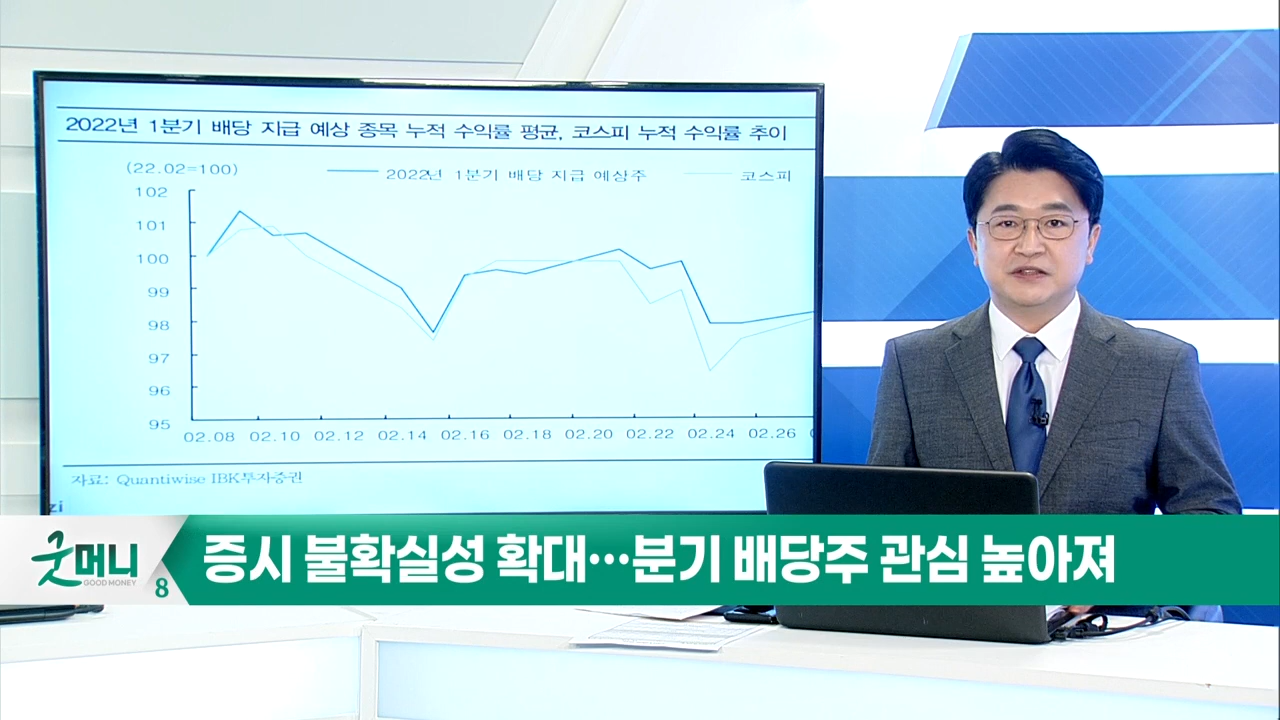 2022년 1분기 배당 지급 예상 종목 누적 수익률 평균, 코스피 누적 수익률 추이
(22.02=100)
2022년 1분기 배당 지급 예상주
코스피
102
101
100
99
98
97
96
95
02.08 02.10 02.12 02.14 02.16 02.18 02.20 02.22 02.24 02.26
자료: Quantiwise IBK투자증권
zi
굿머니
GOOD MONEY
8
증시 불확실성 확대…분기 배당주 관심 높아져